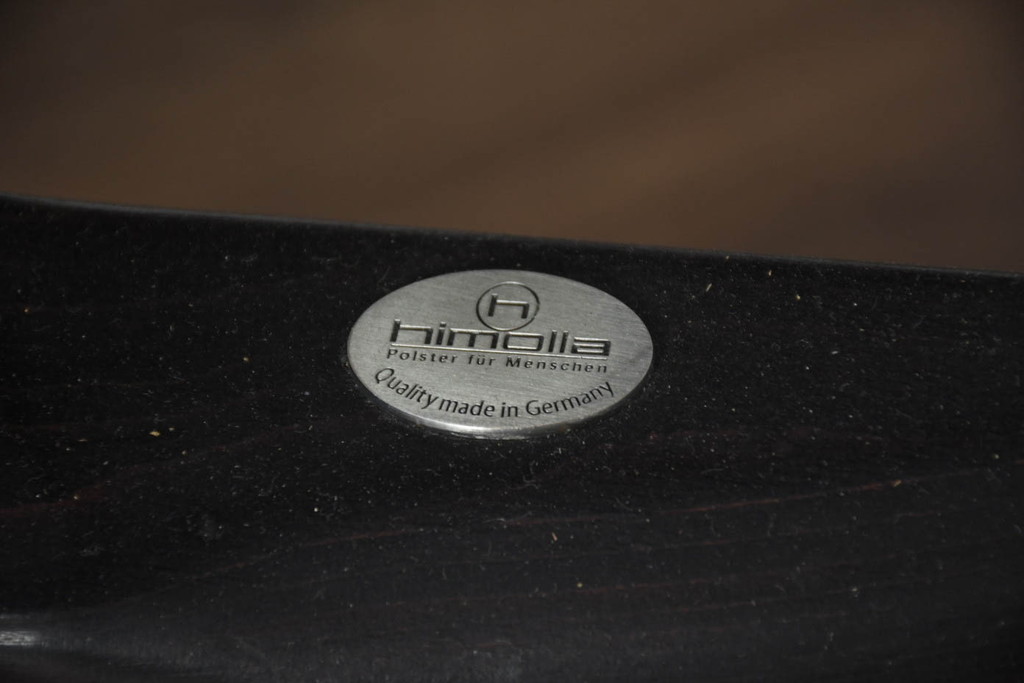 h
himolla
Polster für Menschen
Quality made in Germany